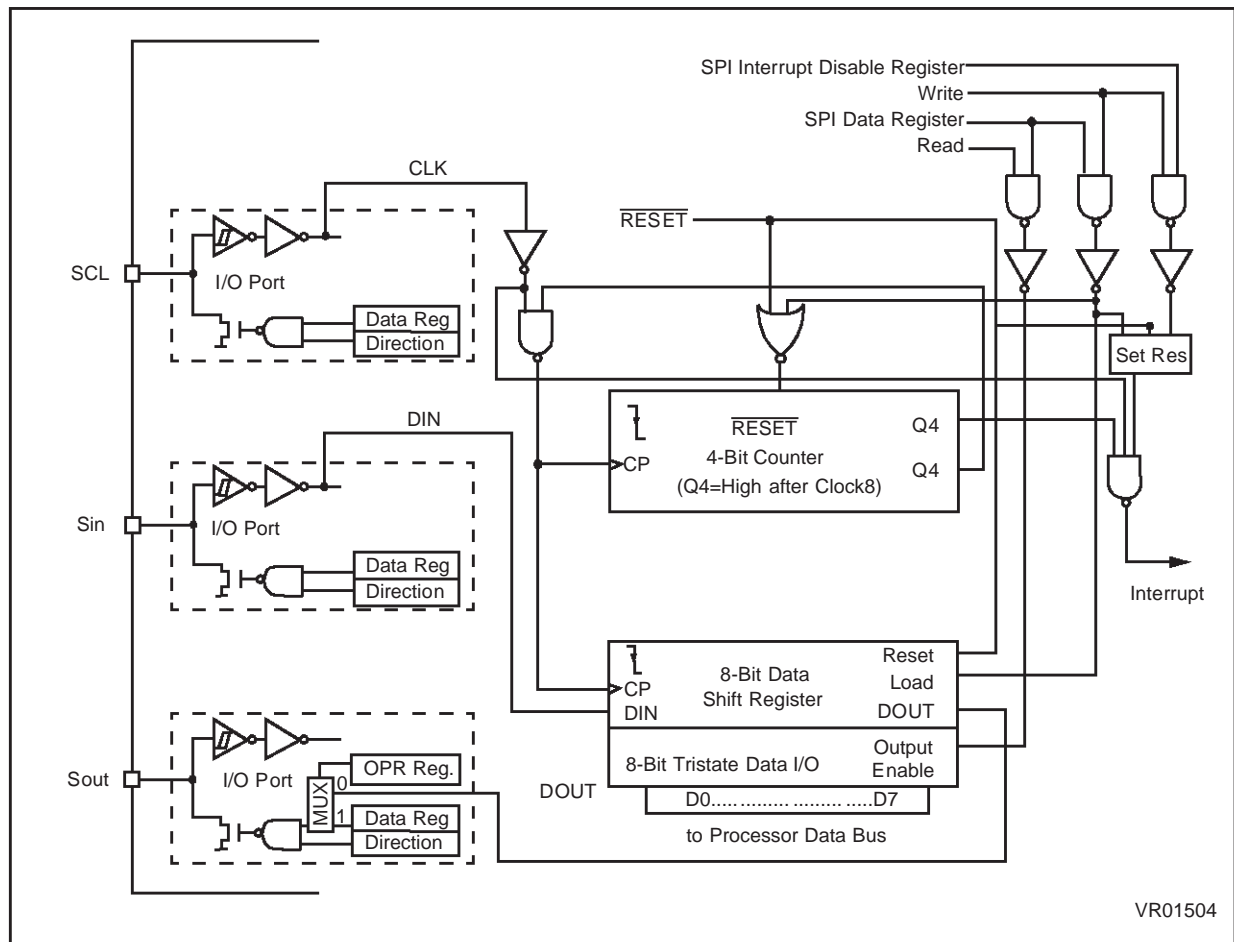 SPI Interrupt Disable Register
Write
SPI Data Register
Read
CLK
RESET
SCL
I/O Port
Data Reg
Direction
Set Res
DIN
RESET
Q4
4-Bit Counter
CP
Q4
(Q4=High after Clock8)
Sin
I/O Port
Data Reg
Direction
Interrupt
Reset
8-Bit Data
Load
CP
Shift Register
DIN
DOUT
Sout
I/O Port
OPR Reg.
MUX
0
1
Data Reg
Direction
8-Bit Tristate Data I/O
Output
Enable
DOUT
D0..... ......... ......... .....D7
to Processor Data Bus
VR01504